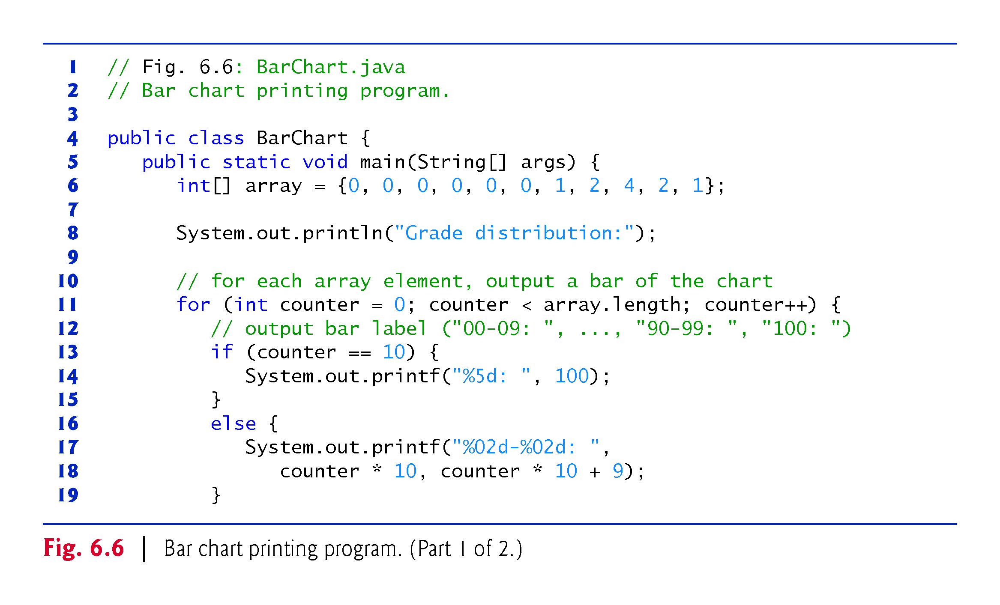 1 // Fig. 6.6: BarChart.java
2 // Bar chart printing program.
3
4 public class BarChart {
5    public static void main(String[] args) {
6       int[] array = {0, 0, 0, 0, 0, 0, 1, 2, 4, 2, 1};
7
8       System.out.println("Grade distribution:");
9
10       // for each array element, output a bar of the chart
11       for (int counter = 0; counter < array.length; counter++) {
12          // output bar label ("00-09: ", ..., "90-99: ", "100: ")
13          if (counter == 10) {
14             System.out.printf("%5d: ", 100);
15          }
16          else {
17             System.out.printf("%02d-%02d: ",
18                counter * 10, counter * 10 + 9);
19          }
Fig. 6.6 | Bar chart printing program. (Part 1 of 2.)